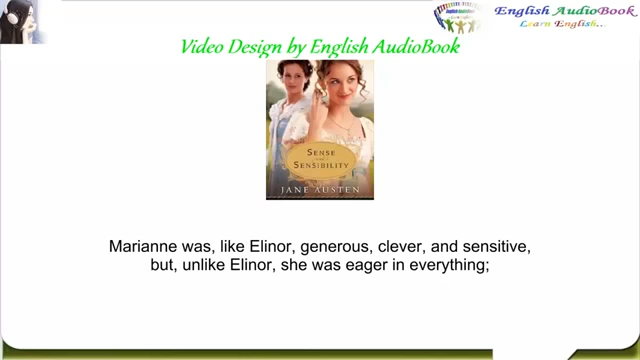 English AudioBook
Learn English...
Video Design by English AudioBook
SENSE
and
SENSIBILITY
JANE AUSTEN
Marianne was, like Elinor, generous, clever, and sensitive,
but, unlike Elinor, she was eager in everything;